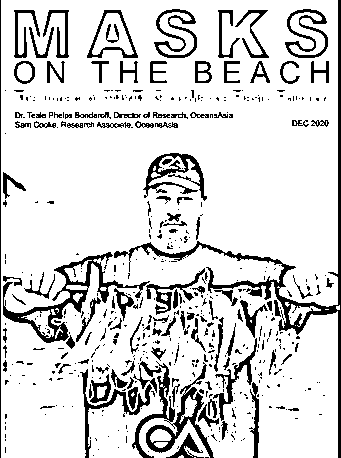 MASKS
ON THE BEACH
Dr. Teale Phelps Bondaroff, Director of Research, OceansAsia
Sam Cooke, Research Associate, OceansAsia
DEC 2020